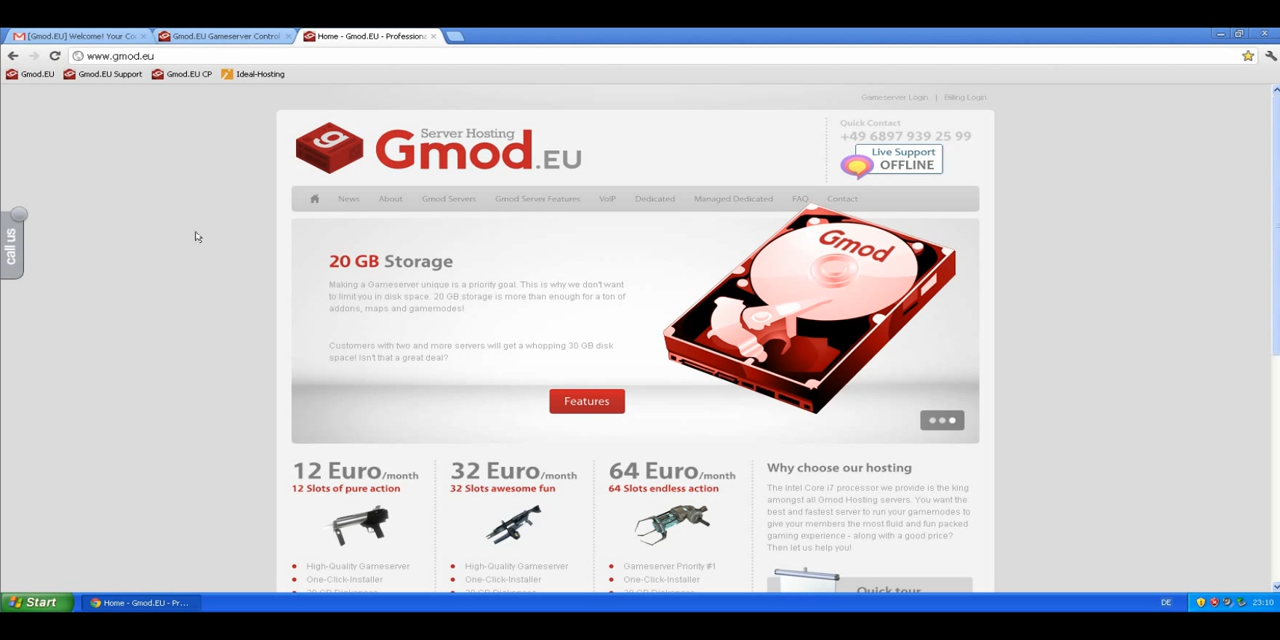 [Gmod.EU] Welcome! Your Co
Gmod.EU Gameserver Control
Home - Gmod.EU - Professiona
www.gmod.eu
Gmod.EU
Gmod.EU Support
Gmod.EU CP
Ideal-Hosting
Gameserver Login | Billing Login
g
Server Hosting
Gmod.EU
Quick Contact
+49 6897 939 25 99
Live Support
OFFLINE
News
About
Gmod Servers
Gmod Server Features
VoIP
Dedicated
Managed Dedicated
FAQ
Contact
call us
20 GB Storage
Making a Gameserver unique is a priority goal. This is why we don't want
to limit you in disk space. 20 GB storage is more than enough for a ton of
addons, maps and gamemodes!
Customers with two and more servers will get a whopping 30 GB disk
space! Isn't that a great deal?
Features
Gmod
12 Euro/month
12 Slots of pure action
High-Quality Gameserver
One-Click-Installer
32 Euro/month
32 Slots awesome fun
High-Quality Gameserver
One-Click-Installer
64 Euro/month
64 Slots endless action
Gameserver Priority #1
One-Click-Installer
Why choose our hosting
The Intel Core i7 processor we provide is the king
amongst all Gmod Hosting servers. You want the
best and fastest server to run your gamemodes to
give your members the most fluid and fun packed
gaming experience - along with a good price?
Then let us help you!
Quick tour
Start
Home - Gmod.EU - Pr...
DE
23:10